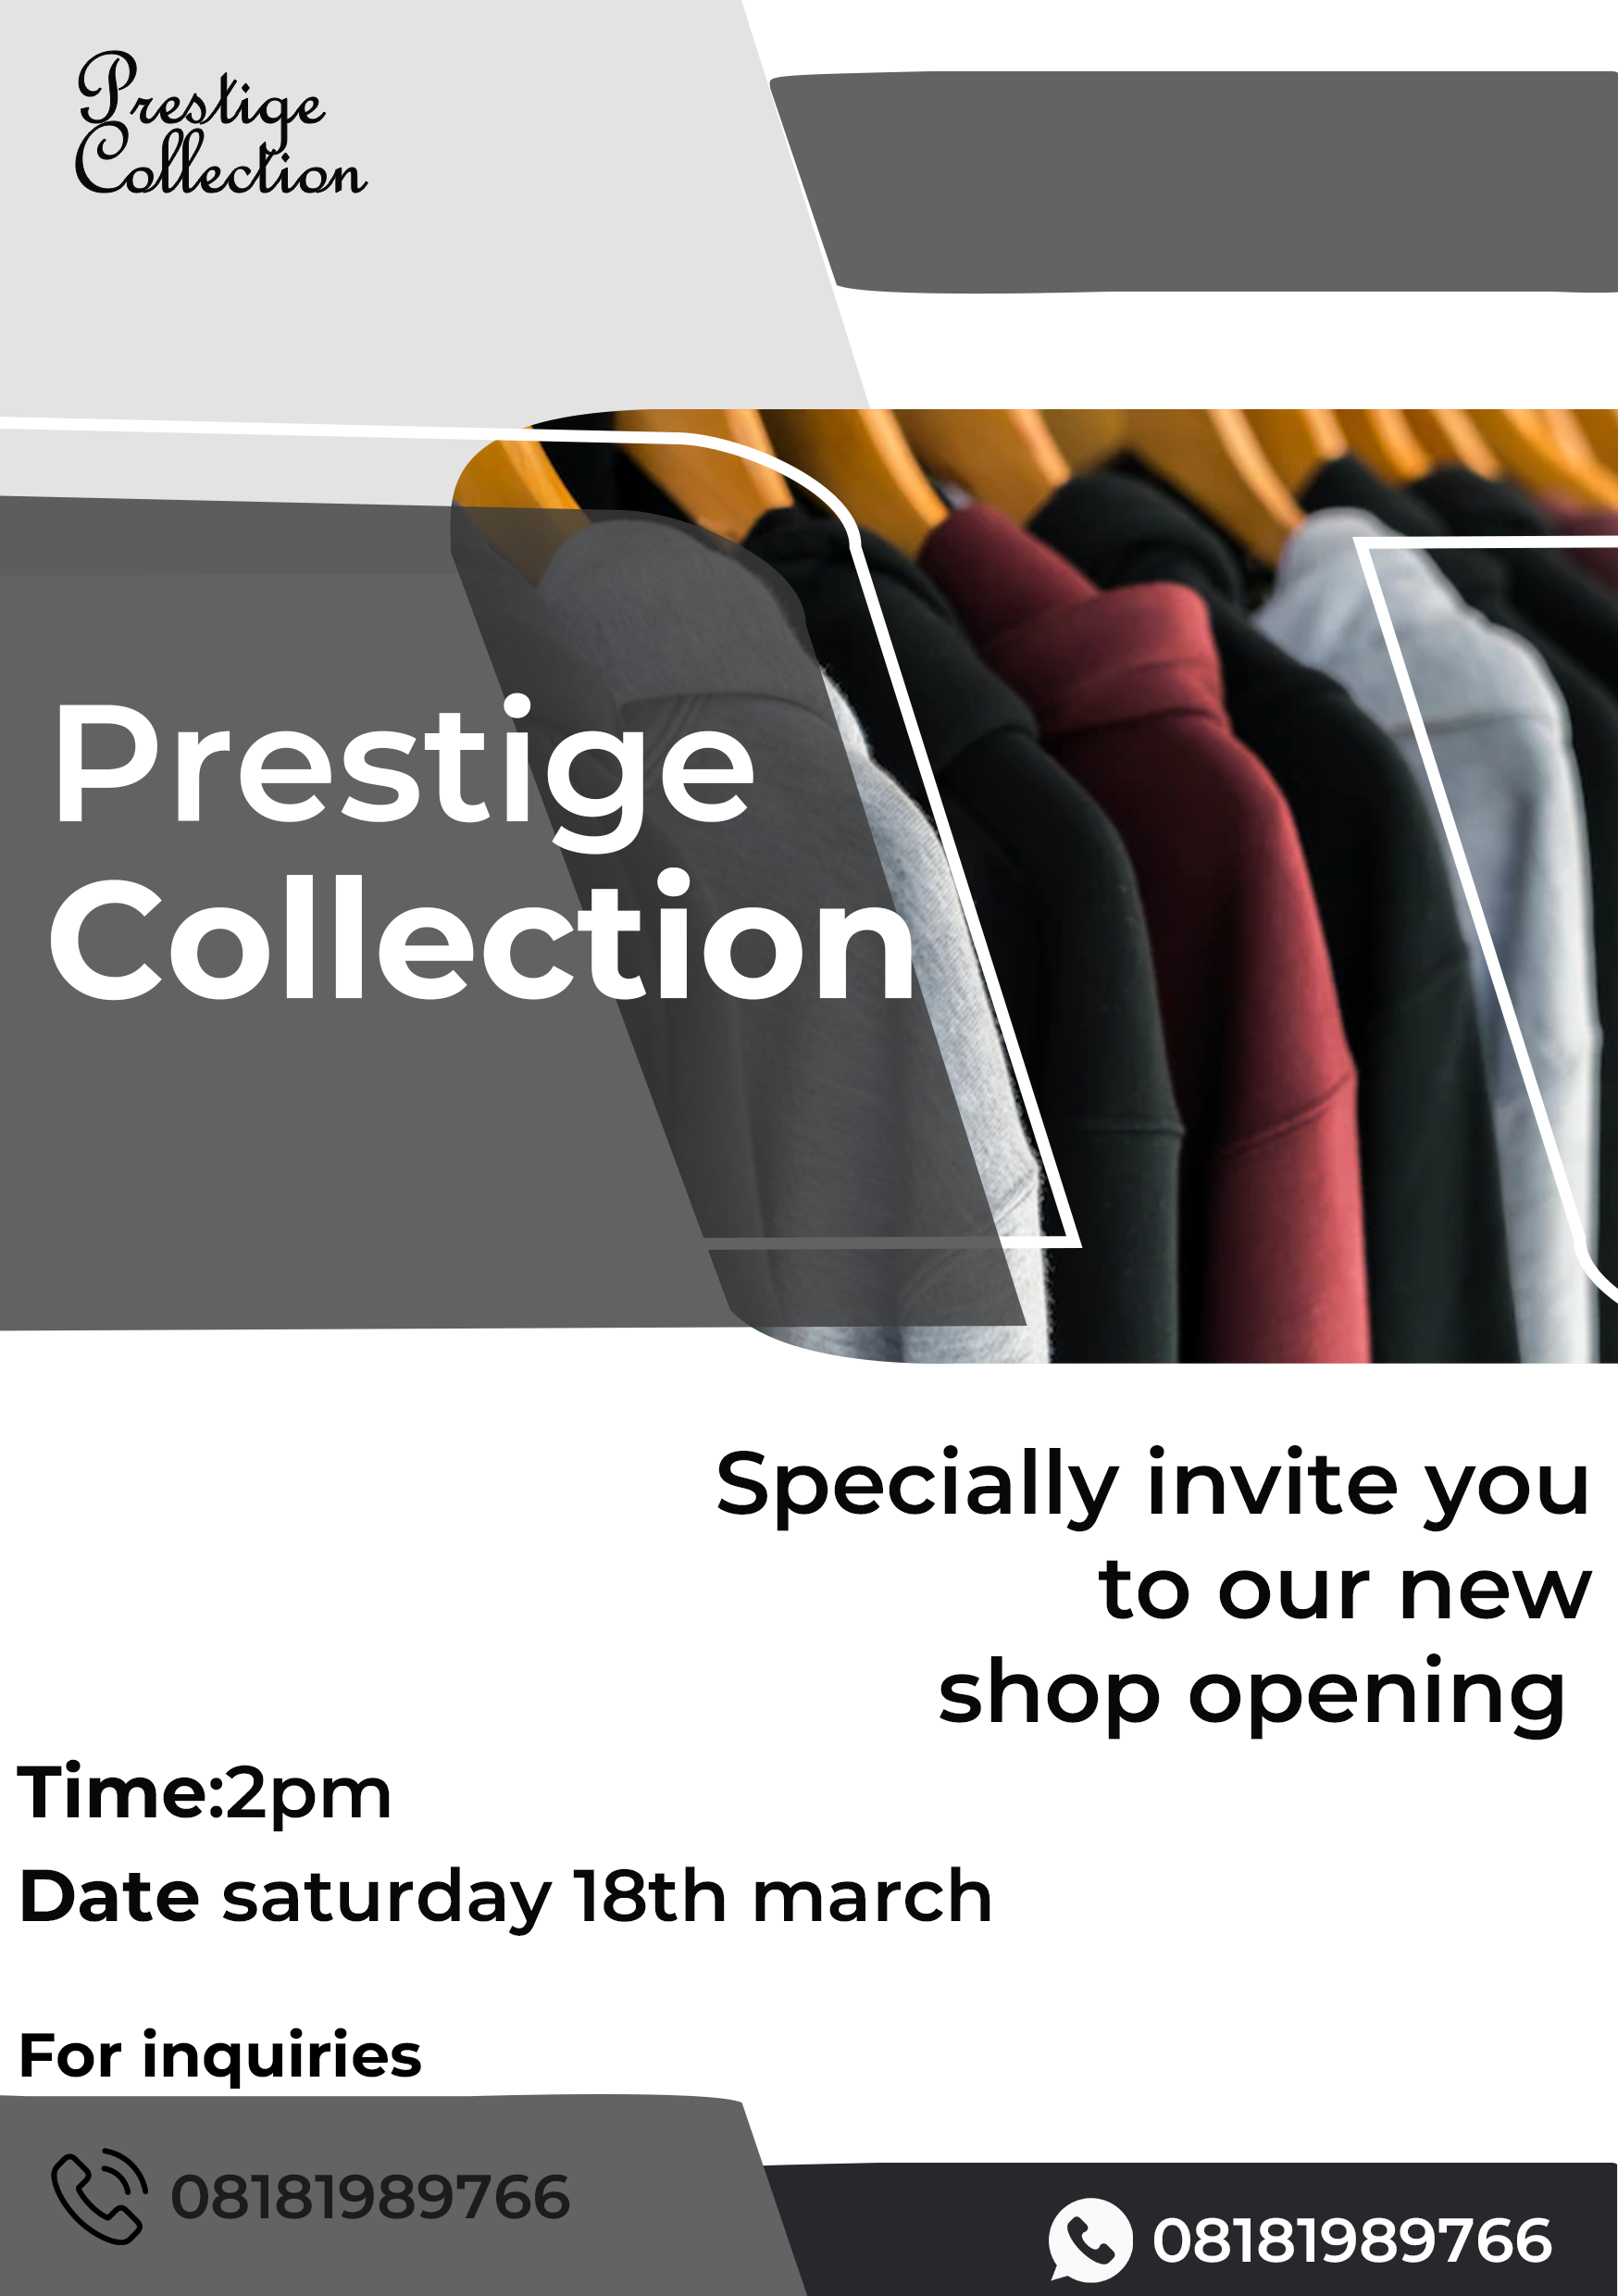 Prestige
Collection
Prestige
Collection
Specially invite you
to our new
shop opening
Time:2pm
Date saturday 18th march
For inquiries
08181989766
08181989766